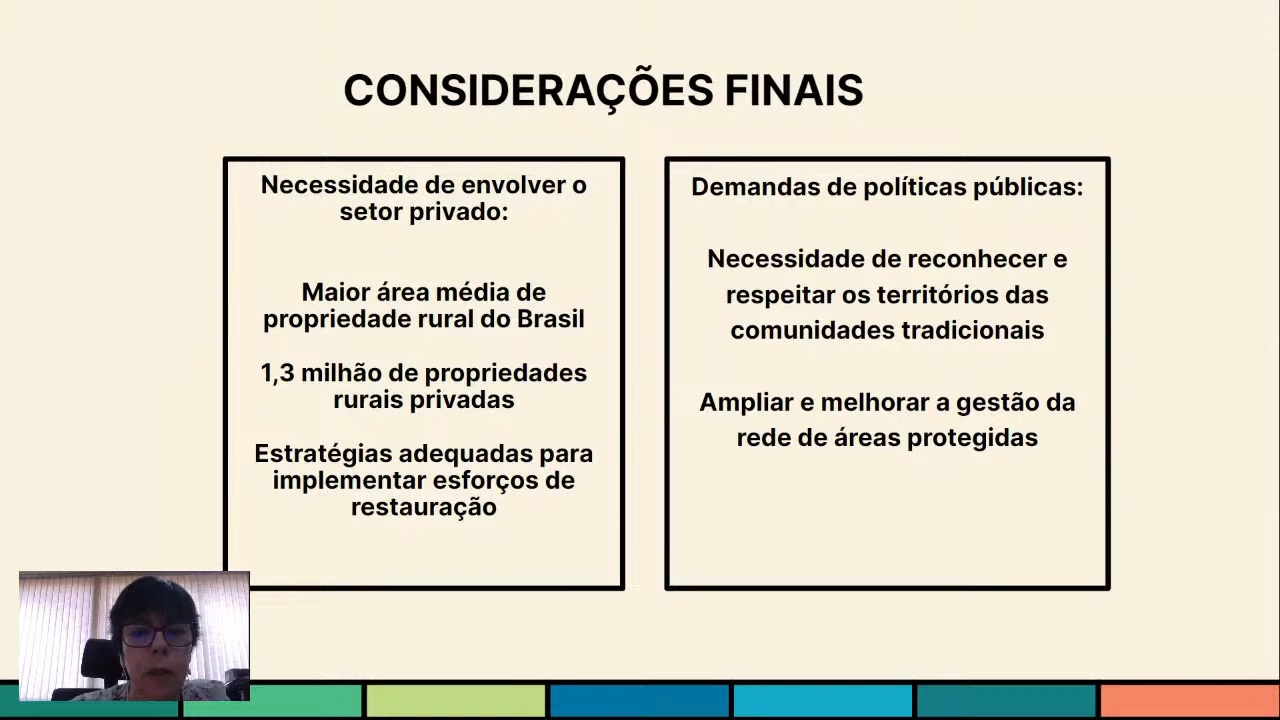 CONSIDERAÇÕES FINAIS
Necessidade de envolver o
setor privado:
Maior área média de
propriedade rural do Brasil
1,3 milhão de propriedades
rurais privadas
Estratégias adequadas para
implementar esforços de
restauração
Demandas de políticas públicas:
Necessidade de reconhecer e
respeitar os territórios das
comunidades tradicionais
Ampliar e melhorar a gestão da
rede de áreas protegidas